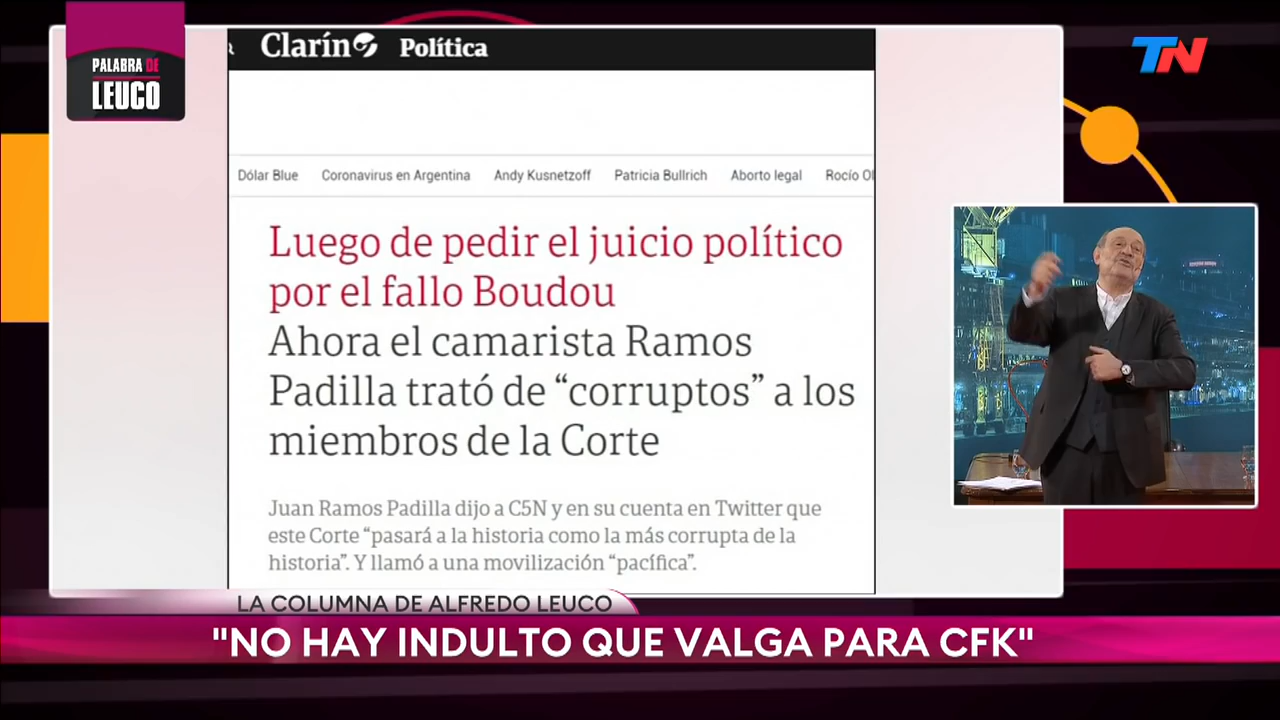 PALABRA DE
LEUCO
Clarín Política
TN
Dólar Blue Coronavirus en Argentina Andy Kusnetzoff Patricia Bullrich Aborto legal Rocío Ol
Luego de pedir el juicio político
por el fallo Boudou
Ahora el camarista Ramos
Padilla trató de “corruptos” a los
miembros de la Corte
Juan Ramos Padilla dijo a C5N y en su cuenta en Twitter que
este Corte “pasará a la historia como la más corrupta de la
historia”. Y llamó a una movilización “pacífica”.
LA COLUMNA DE ALFREDO LEUCO
"NO HAY INDULTO QUE VALGA PARA CFK"